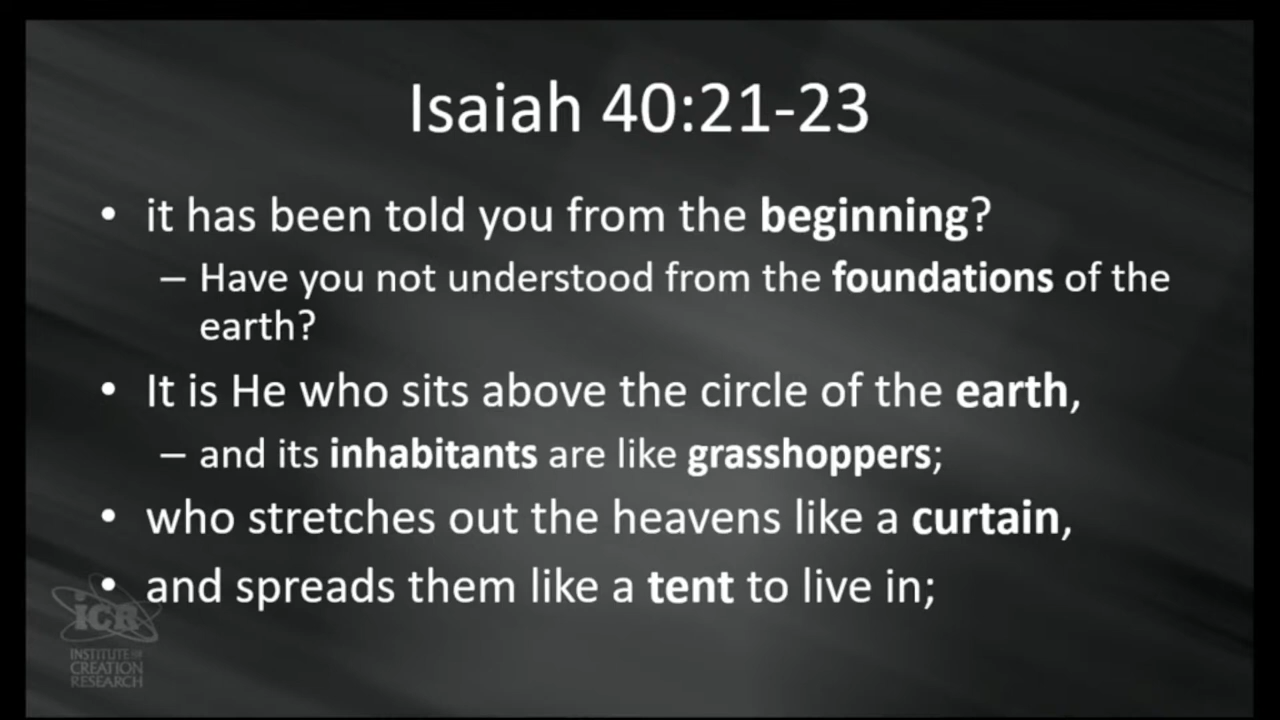 Isaiah 40:21-23
• it has been told you from the beginning?
– Have you not understood from the foundations of the
earth?
• It is He who sits above the circle of the earth,
– and its inhabitants are like grasshoppers;
• who stretches out the heavens like a curtain,
• and spreads them like a tent to live in;
iCR
INSTITUTE for
CREATION
RESEARCH